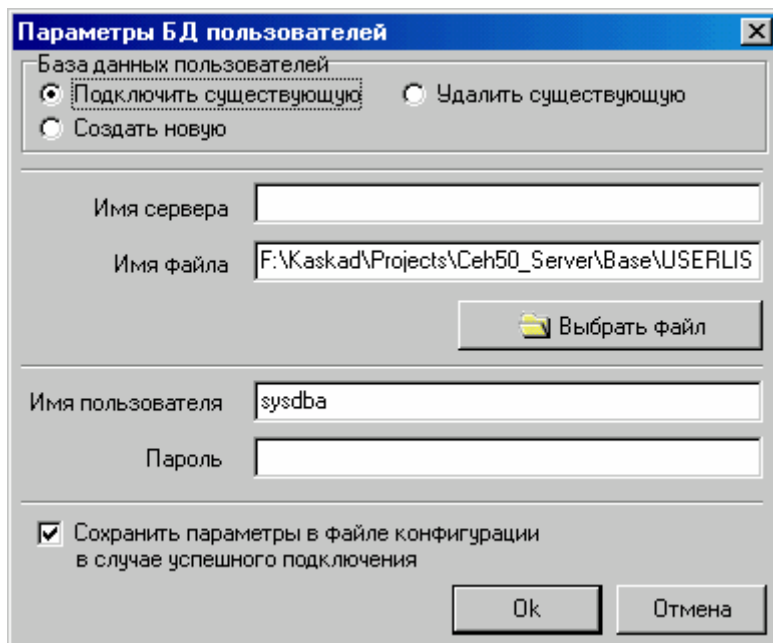 Параметры БД пользователей
База данных пользователей
Подключить существующую
Удалить существующую
Создать новую
Имя сервера
Имя файла F:\Kaskad\Projects\Ceh50_Server\Base\USERLIS
Выбрать файл
Имя пользователя sysdba
Пароль
Сохранить параметры в файле конфигурации
в случае успешного подключения
Ok Отмена